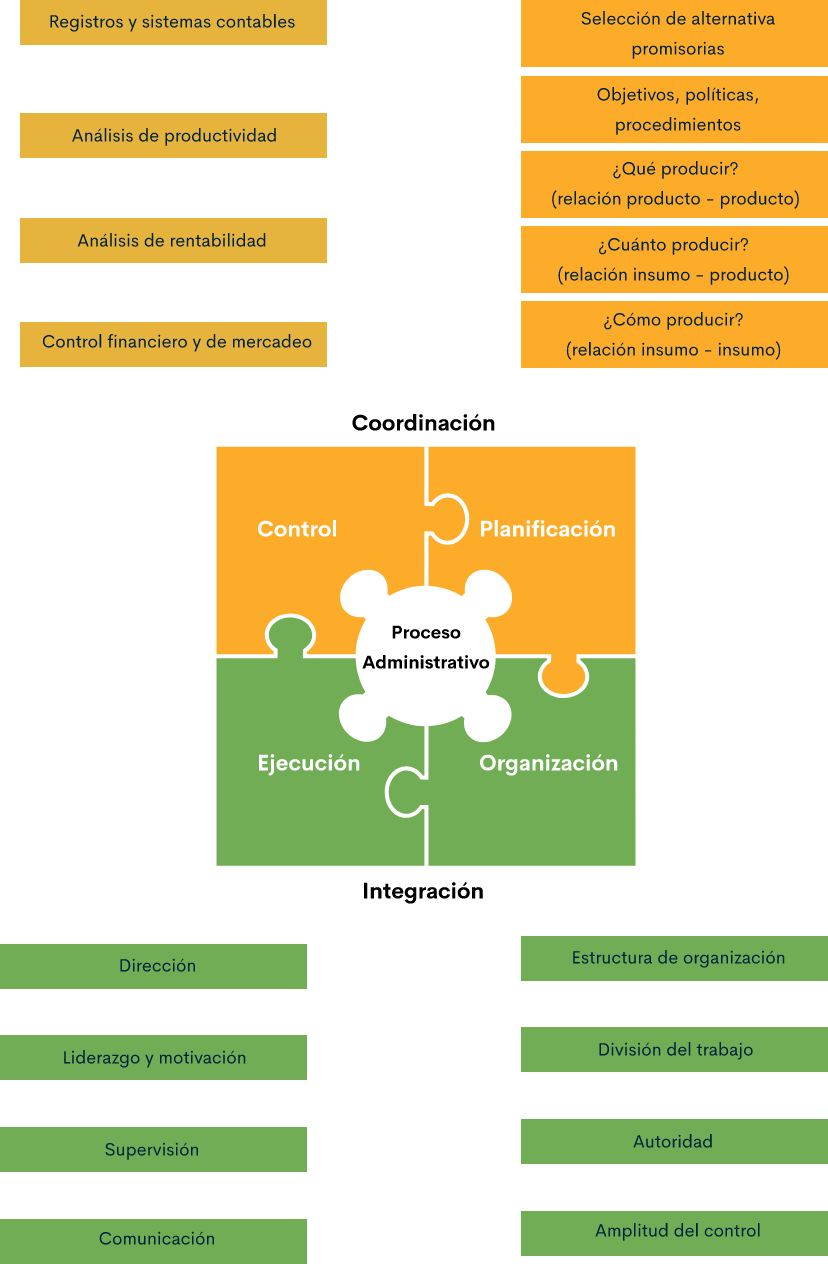 Registros y sistemas contables
Análisis de productividad
Análisis de rentabilidad
Control financiero y de mercadeo
Selección de alternativa
promisorias
Objetivos, políticas,
procedimientos
¿Qué producir?
(relación producto - producto)
¿Cuánto producir?
(relación insumo - producto)
¿Cómo producir?
(relación insumo - insumo)
Coordinación
Control
Planificación
Proceso
Administrativo
Ejecución
Organización
Integración
Dirección
Liderazgo y motivación
Supervisión
Comunicación
Estructura de organización
División del trabajo
Autoridad
Amplitud del control